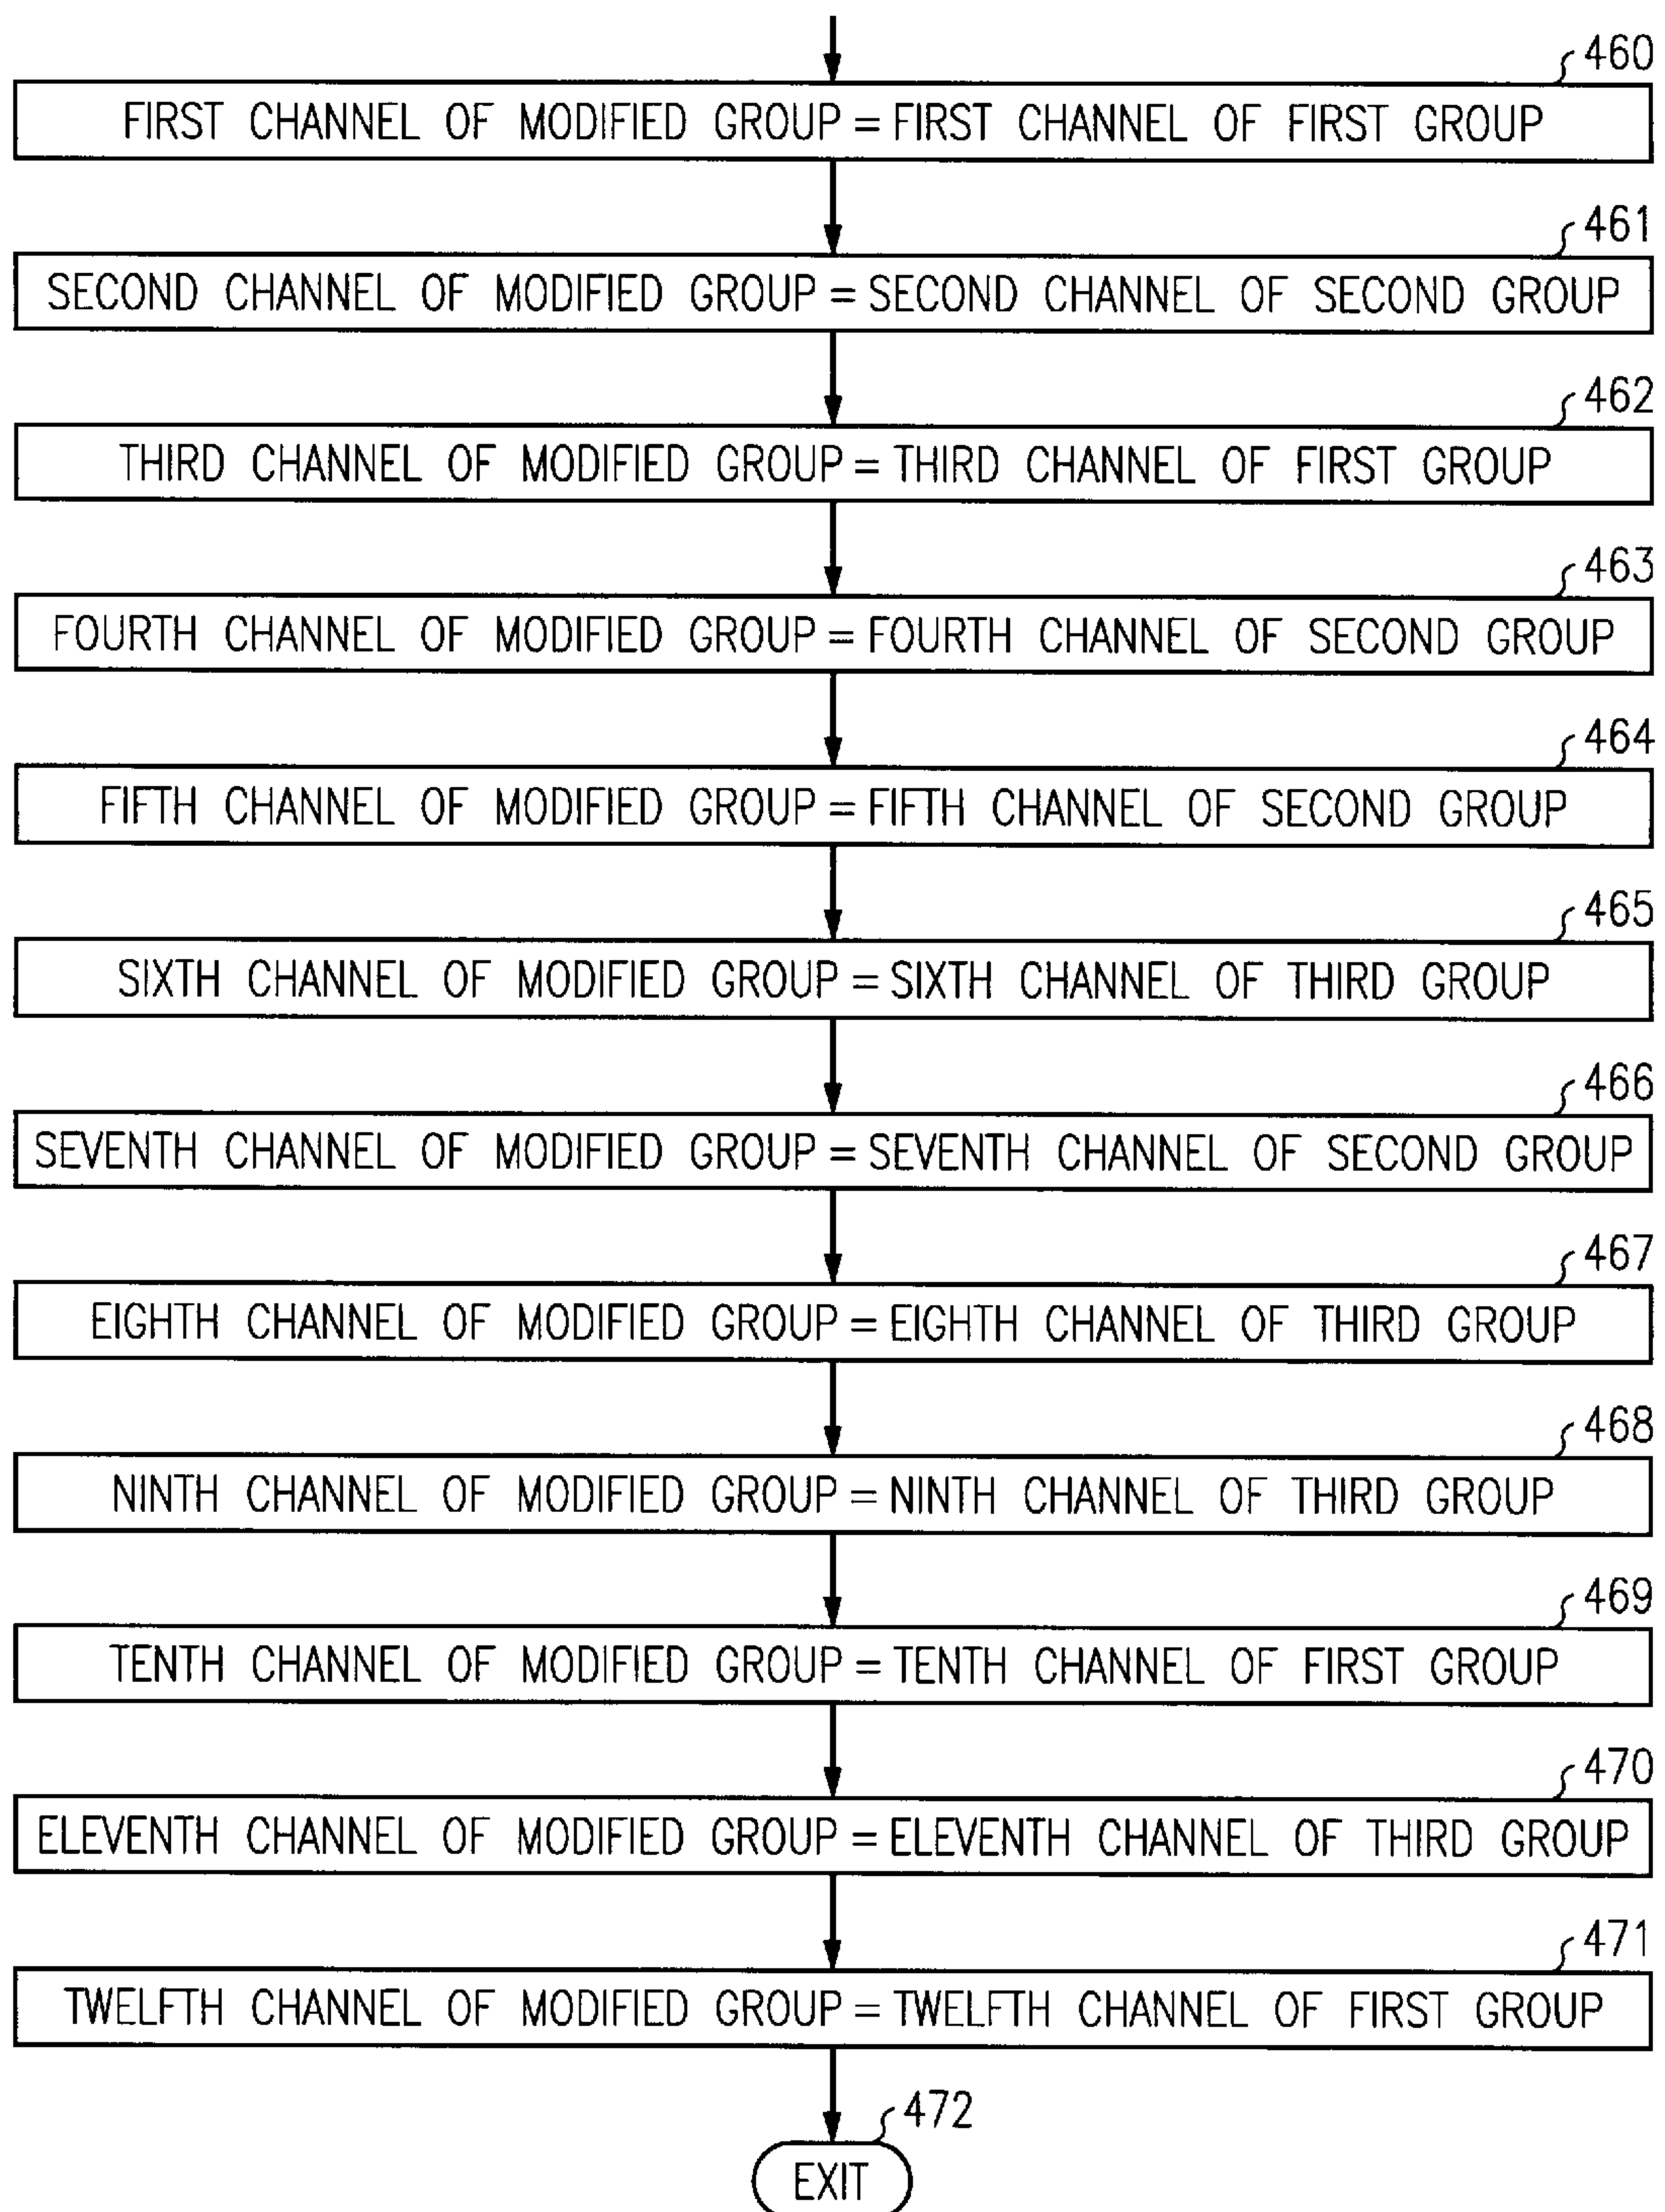 460
FIRST CHANNEL OF MODIFIED GROUP = FIRST CHANNEL OF FIRST GROUP
461
SECOND CHANNEL OF MODIFIED GROUP = SECOND CHANNEL OF SECOND GROUP
462
THIRD CHANNEL OF MODIFIED GROUP = THIRD CHANNEL OF FIRST GROUP
463
FOURTH CHANNEL OF MODIFIED GROUP = FOURTH CHANNEL OF SECOND GROUP
464
FIFTH CHANNEL OF MODIFIED GROUP = FIFTH CHANNEL OF SECOND GROUP
465
SIXTH CHANNEL OF MODIFIED GROUP = SIXTH CHANNEL OF THIRD GROUP
466
SEVENTH CHANNEL OF MODIFIED GROUP = SEVENTH CHANNEL OF SECOND GROUP
467
EIGHTH CHANNEL OF MODIFIED GROUP = EIGHTH CHANNEL OF THIRD GROUP
468
NINTH CHANNEL OF MODIFIED GROUP = NINTH CHANNEL OF THIRD GROUP
469
TENTH CHANNEL OF MODIFIED GROUP = TENTH CHANNEL OF FIRST GROUP
470
ELEVENTH CHANNEL OF MODIFIED GROUP = ELEVENTH CHANNEL OF THIRD GROUP
471
TWELFTH CHANNEL OF MODIFIED GROUP = TWELFTH CHANNEL OF FIRST GROUP
472
EXIT